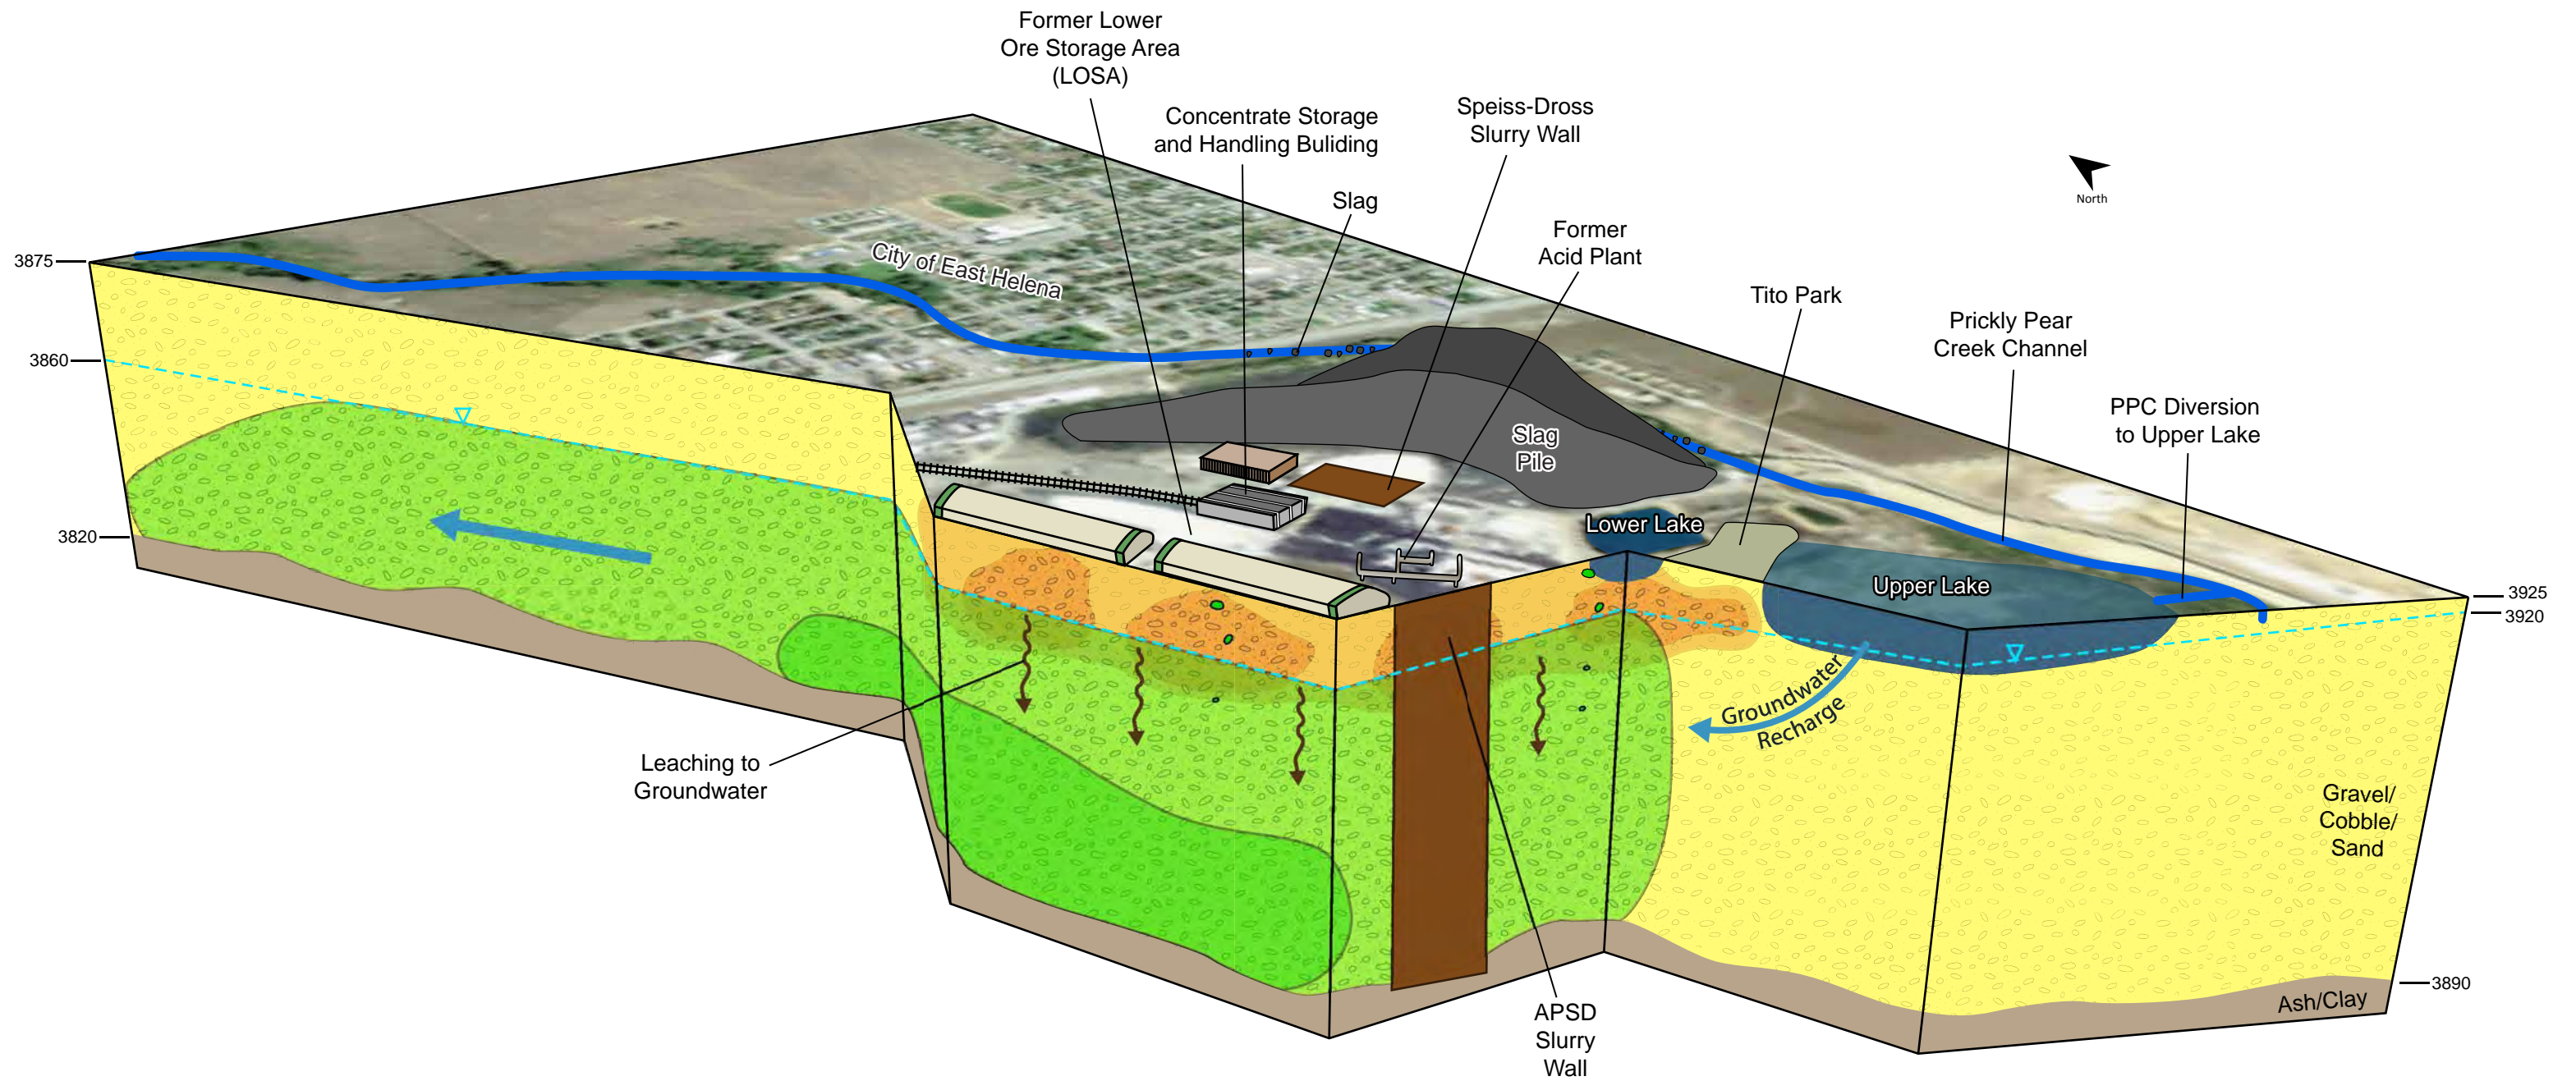 Former Lower
Ore Storage Area
(LOSA)
Concentrate Storage
and Handling Buliding
Speiss-Dross
Slurry Wall
Slag
Former
Acid Plant
North
City of East Helena
3875
Tito Park
Prickly Pear
Creek Channel
3860
PPC Diversion
to Upper Lake
Slag
Pile
3820
Lower Lake
Upper Lake
3925
3920
Groundwater
Recharge
Leaching to
Groundwater
Gravel/
Cobble/
Sand
3890
Ash/Clay
APSD
Slurry
Wall